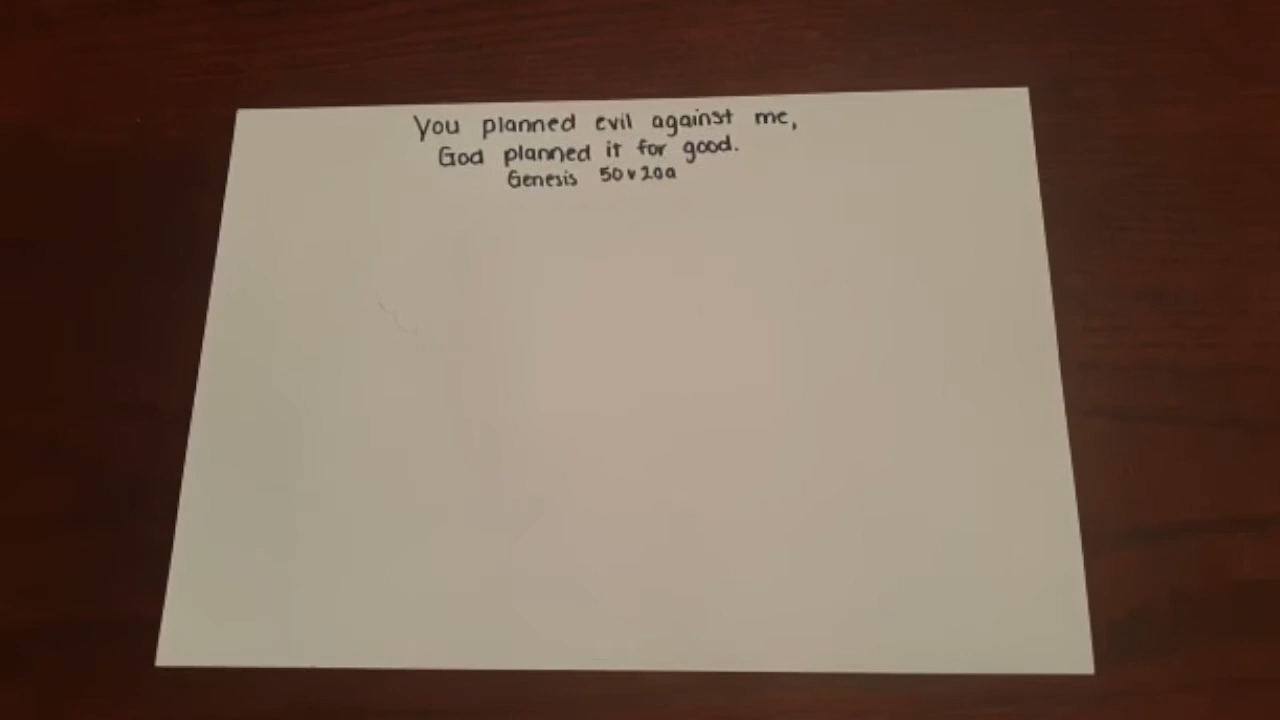 You planned evil against me,
God planned it for good.
Genesis 50v20a